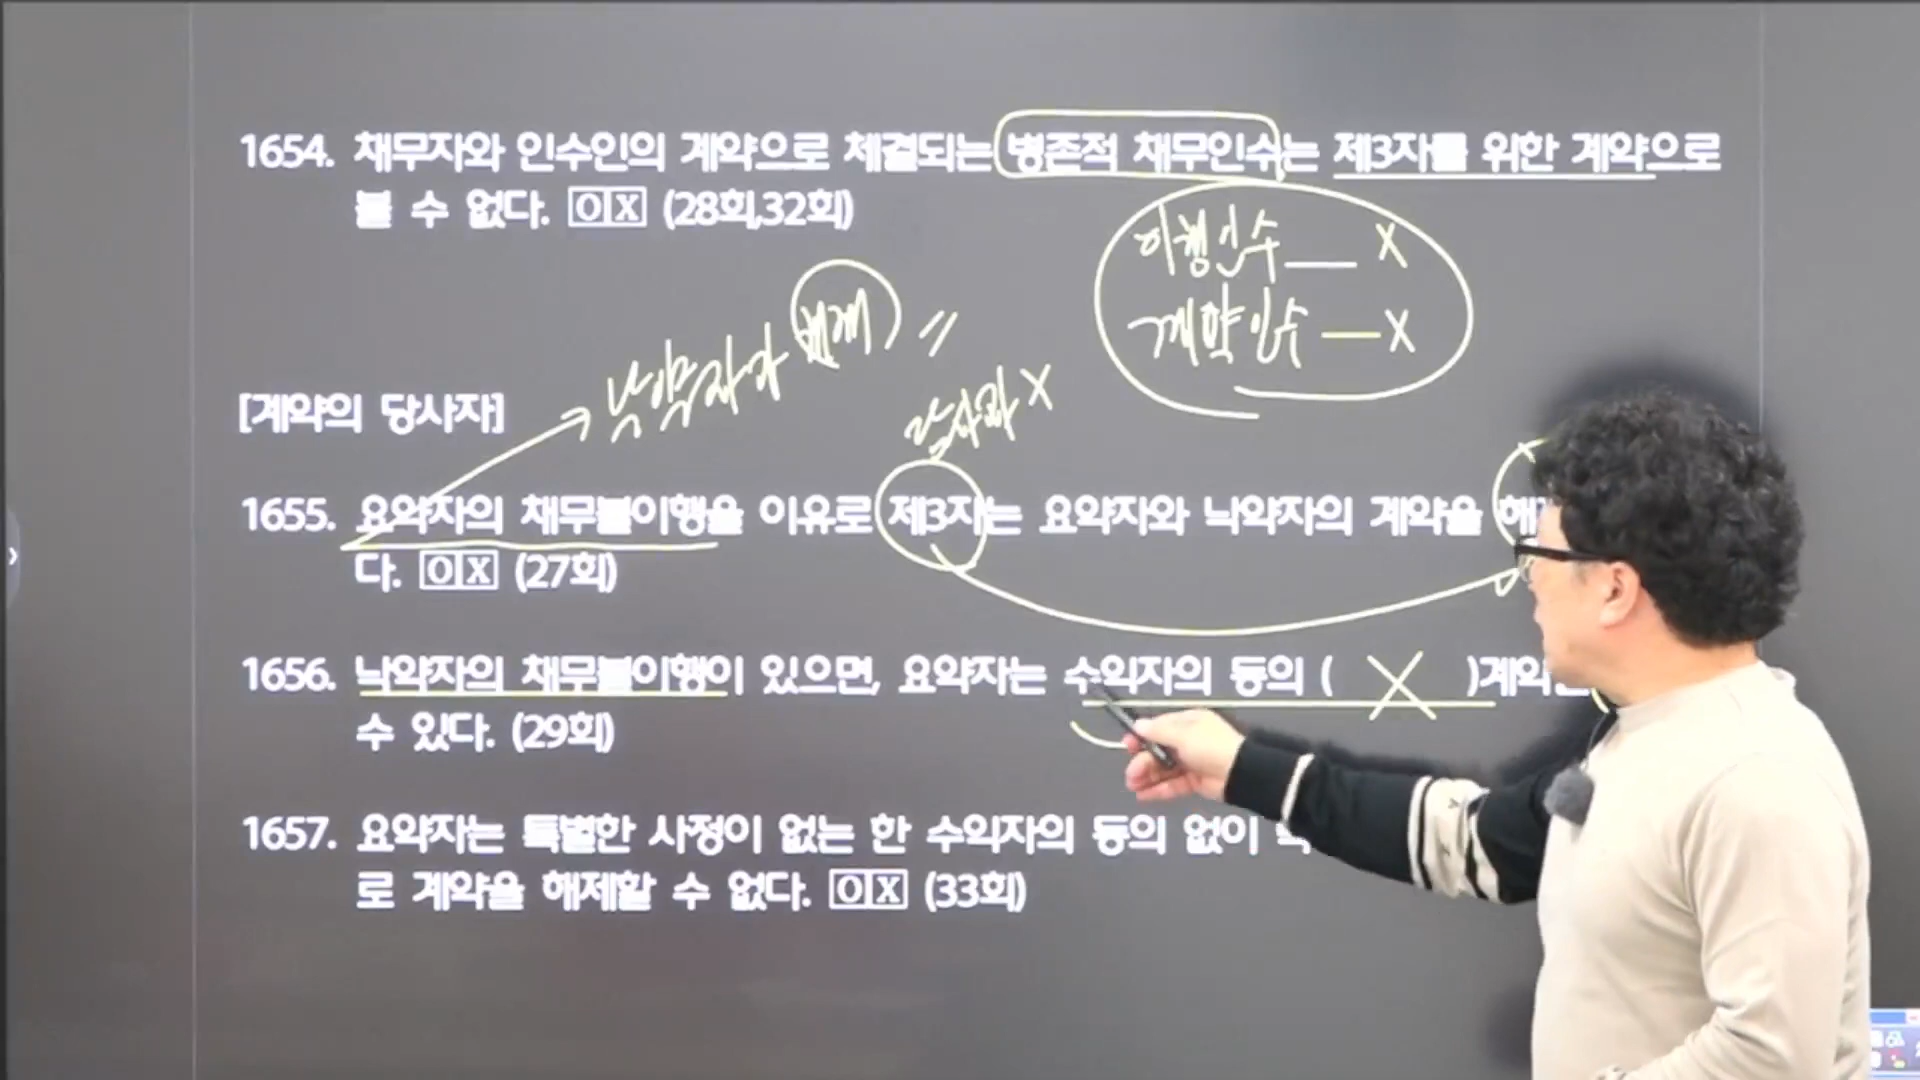 1654. 채무자와 인수인의 계약으로 체결되는 병존적 채무인수는 제3자를 위한 계약으로
볼 수 없다. O X (28회,32회)
이행인수 X
계약인수 X
낙약자가 해제
당사자 X
[계약의 당사자]
1655. 요약자의 채무불이행을 이유로 제3자는 요약자와 낙약자의 계약을 해
다. O X (27회)
1656. 낙약자의 채무불이행이 있으면, 요약자는 수익자의 동의 ( X )계약
수 있다. (29회)
1657. 요약자는 특별한 사정이 없는 한 수익자의 동의 없이
로 계약을 해제할 수 없다. O X (33회)